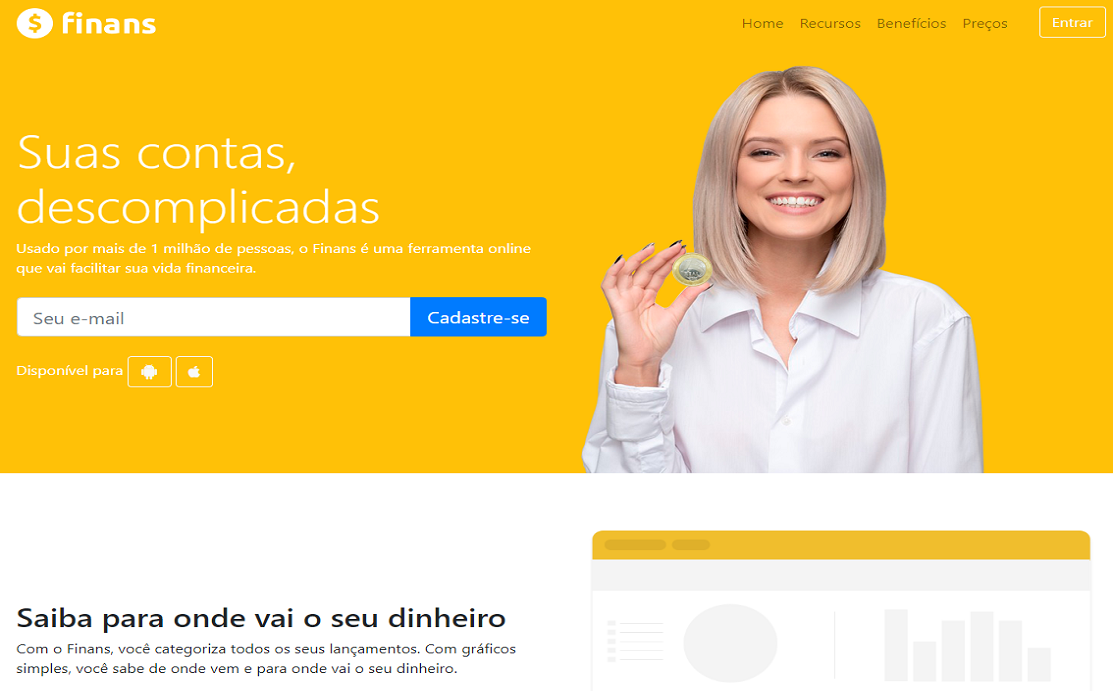 finans
Home Recursos Benefícios Preços Entrar
Suas contas,
descomplicadas
Usado por mais de 1 milhão de pessoas, o Finans é uma ferramenta online
que vai facilitar sua vida financeira.
Seu e-mail Cadastre-se
Disponível para
Saiba para onde vai o seu dinheiro
Com o Finans, você categoriza todos os seus lançamentos. Com gráficos
simples, você sabe de onde vem e para onde vai o seu dinheiro.